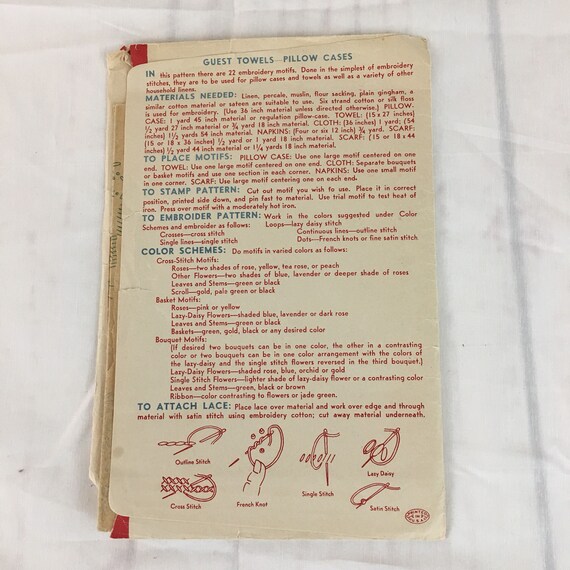 GUEST TOWELS PILLOW CASES
IN this pattern there are 22 embroidery motifs. Done in the simplest of embroidery
stitches, they are to be used for pillow cases and towels as well as a variety of other
household linens.
MATERIALS NEEDED: Linen, percale, muslin, flour sacking, plain gingham, a
similar cotton material or sateen are suitable to use. Six strand cotton or silk floss
is used for embroidery. (Use 36 inch material unless directed otherwise.) PILLOW-
CASE: 1 yard 45 inch material or regulation pillow-case. TOWEL: (15 x 27 inches)
½ yard 27 inch material or ¾ yard 18 inch material. CLOTH: (36 inches) 1 yard; (54
inches) 1½ yards 54 inch material. NAPKINS: (Four or six 12 inch) ¾ yard. SCARF:
(15 or 18 x 36 inches) ½ yard or 1 yard 18 inch material. SCARF: (15 or 18 x 44
inches) ½ yard 44 inch material or 1¼ yards 18 inch material.
TO PLACE MOTIFS: PILLOW CASE: Use one large motif centered on one
end. TOWEL: Use one large motif centered on one end. CLOTH: Separate bouquets
or basket motifs and use one section in each corner. NAPKINS: Use one small motif
in one corner. SCARF: Use large motif centering one on each end.
TO STAMP PATTERN: Cut out motif you wish to use. Place it in correct
position, printed side down, and pin fast to material. Use trial motif to test heat of
iron. Press over motif with a moderately hot iron.
TO EMBROIDER PATTERN: Work in the colors suggested under Color
Schemes and embroider as follows: Loops—lazy daisy stitch
Crosses—cross stitch Continuous lines—outline stitch
Single lines—single stitch Dots—French knots or fine satin stitch
COLOR SCHEMES: Do motifs in varied colors as follows:
Cross-Stitch Motifs:
Roses—two shades of rose, yellow, tea rose, or peach
Other Flowers—two shades of blue, lavender or deeper shade of roses
Leaves and Stems—green or black
Scroll—gold, pale green or black
Basket Motifs:
Roses—pink or yellow
Lazy-Daisy Flowers—shaded blue, lavender or dark rose
Leaves and Stems—green or black
Baskets—green, gold, black or any desired color
Bouquet Motifs:
(If desired two bouquets can be in one color, the other in a contrasting
color or two bouquets can be in one color arrangement with the colors of
the lazy-daisy and the single stitch flowers reversed in the third bouquet.)
Lazy-Daisy Flowers—shaded rose, blue, orchid or gold
Single Stitch Flowers—lighter shade of lazy-daisy flower or a contrasting color
Leaves and Stems—green, black or brown
Ribbon—color contrasting to flowers or jade green.
TO ATTACH LACE: Place lace over material and work over edge and through
material with satin stitch using embroidery cotton; cut away material underneath.
Outline Stitch
Lazy Daisy
Single Stitch
Cross Stitch
French Knot
Satin Stitch
PRINTED
IN
U.S.A.